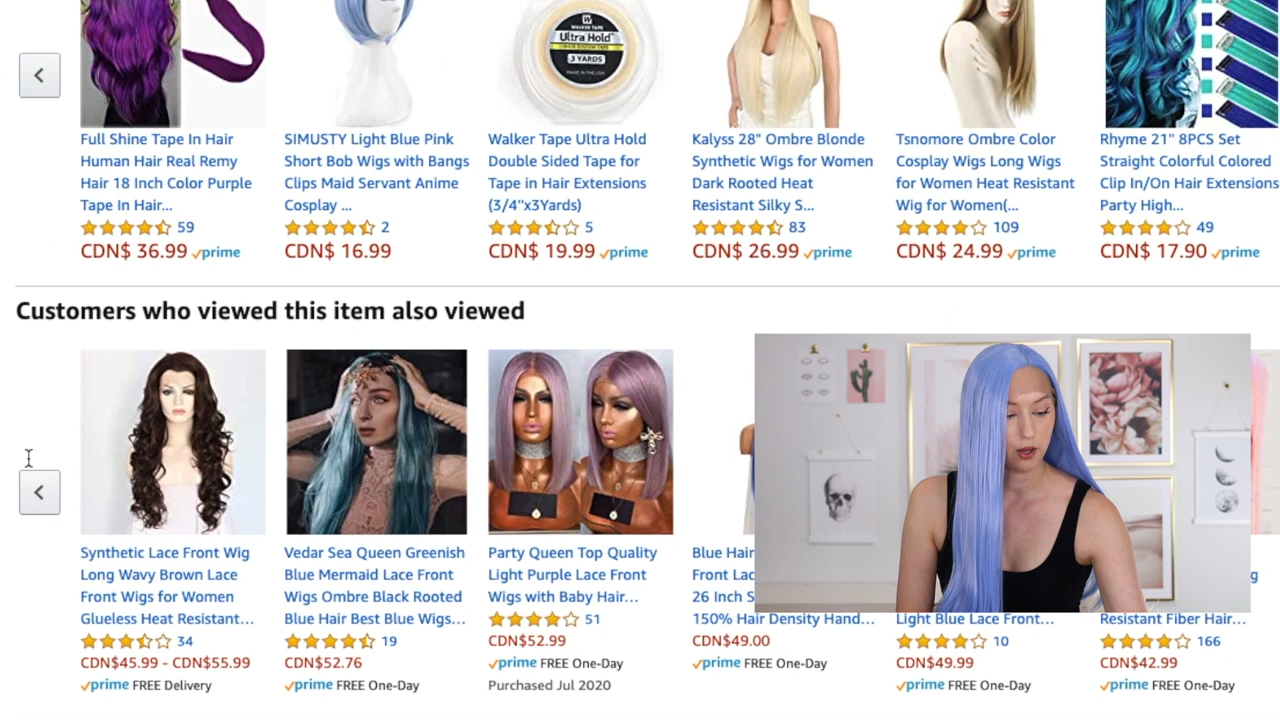 W
WALKER TAPE
Ultra Hold™
3 YARDS
MADE IN THE USA
Full Shine Tape In Hair
Human Hair Real Remy
Hair 18 Inch Color Purple
Tape In Hair...
59
CDN$ 36.99 prime
SIMUSTY Light Blue Pink
Short Bob Wigs with Bangs
Clips Maid Servant Anime
Cosplay ...
2
CDN$ 16.99
Walker Tape Ultra Hold
Double Sided Tape for
Tape in Hair Extensions
(3/4"x3Yards)
5
CDN$ 19.99 prime
Kalyss 28" Ombre Blonde
Synthetic Wigs for Women
Dark Rooted Heat
Resistant Silky S...
83
CDN$ 26.99 prime
Tsnomore Ombre Color
Cosplay Wigs Long Wigs
for Women Heat Resistant
Wig for Women(...
109
CDN$ 24.99 prime
Rhyme 21" 8PCS Set
Straight Colorful Colored
Clip In/On Hair Extensions
Party High...
49
CDN$ 17.90 prime
Customers who viewed this item also viewed
Synthetic Lace Front Wig
Long Wavy Brown Lace
Front Wigs for Women
Glueless Heat Resistant...
34
CDN$45.99 - CDN$55.99
prime FREE Delivery
Vedar Sea Queen Greenish
Blue Mermaid Lace Front
Wigs Ombre Black Rooted
Blue Hair Best Blue Wigs...
19
CDN$52.76
prime FREE One-Day
Party Queen Top Quality
Light Purple Lace Front
Wigs with Baby Hair...
51
CDN$52.99
prime FREE One-Day
Purchased Jul 2020
Blue Hair
Front Lac
26 Inch S
150% Hair Density Hand...
CDN$49.00
prime FREE One-Day
Light Blue Lace Front...
10
CDN$49.99
prime FREE One-Day
g
Resistant Fiber Hair...
166
CDN$42.99
prime FREE One-Day